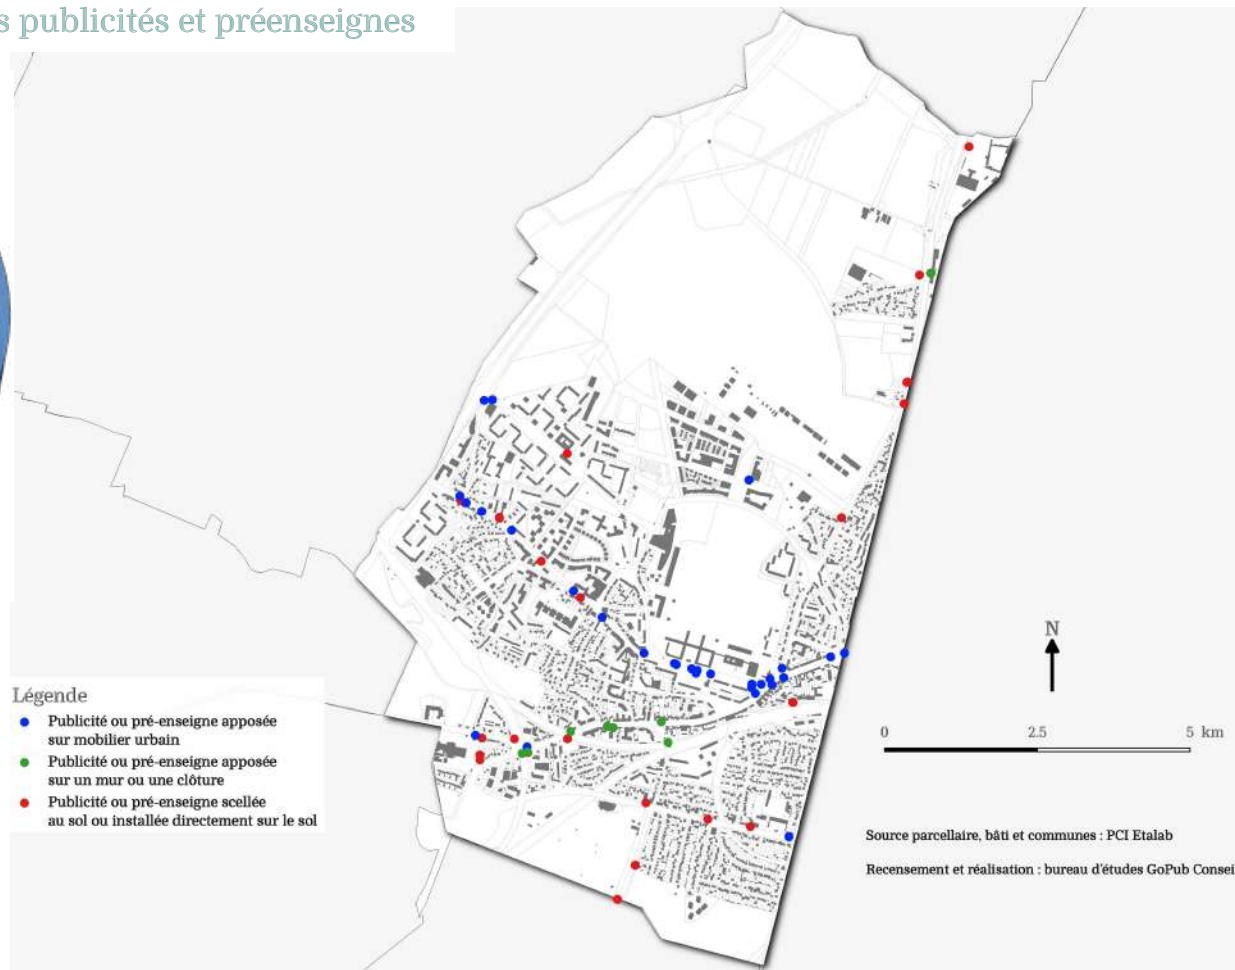 s publicités et préenseignes
N
0 2.5 5 km
Légende
Publicité ou pré-enseigne apposée
sur mobilier urbain
Publicité ou pré-enseigne apposée
sur un mur ou une clôture
Publicité ou pré-enseigne scellée
au sol ou installée directement sur le sol
Source parcellaire, bâti et communes : PCI Etalab
Recensement et réalisation : bureau d'études GoPub Consei